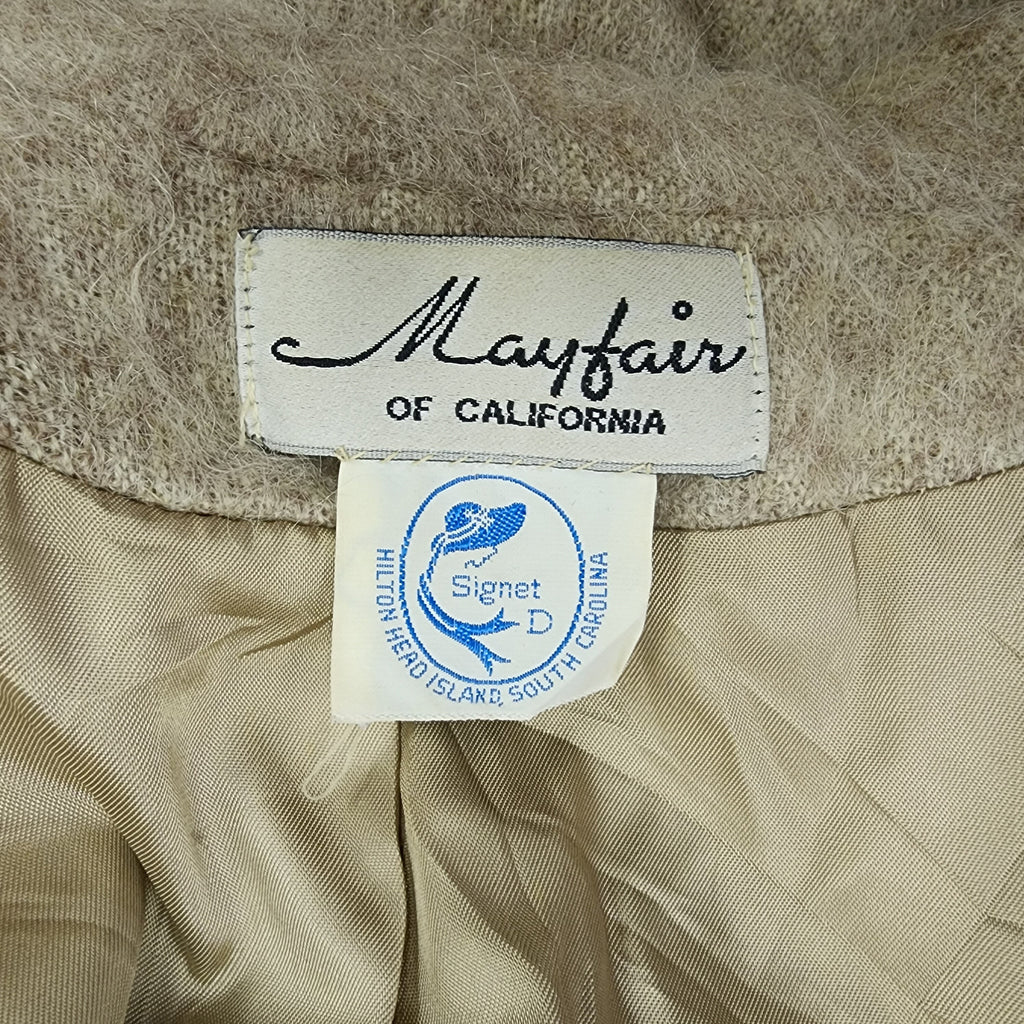 Mayfair
OF CALIFORNIA
Signet
D
HILTON HEAD ISLAND, SOUTH CAROLINA